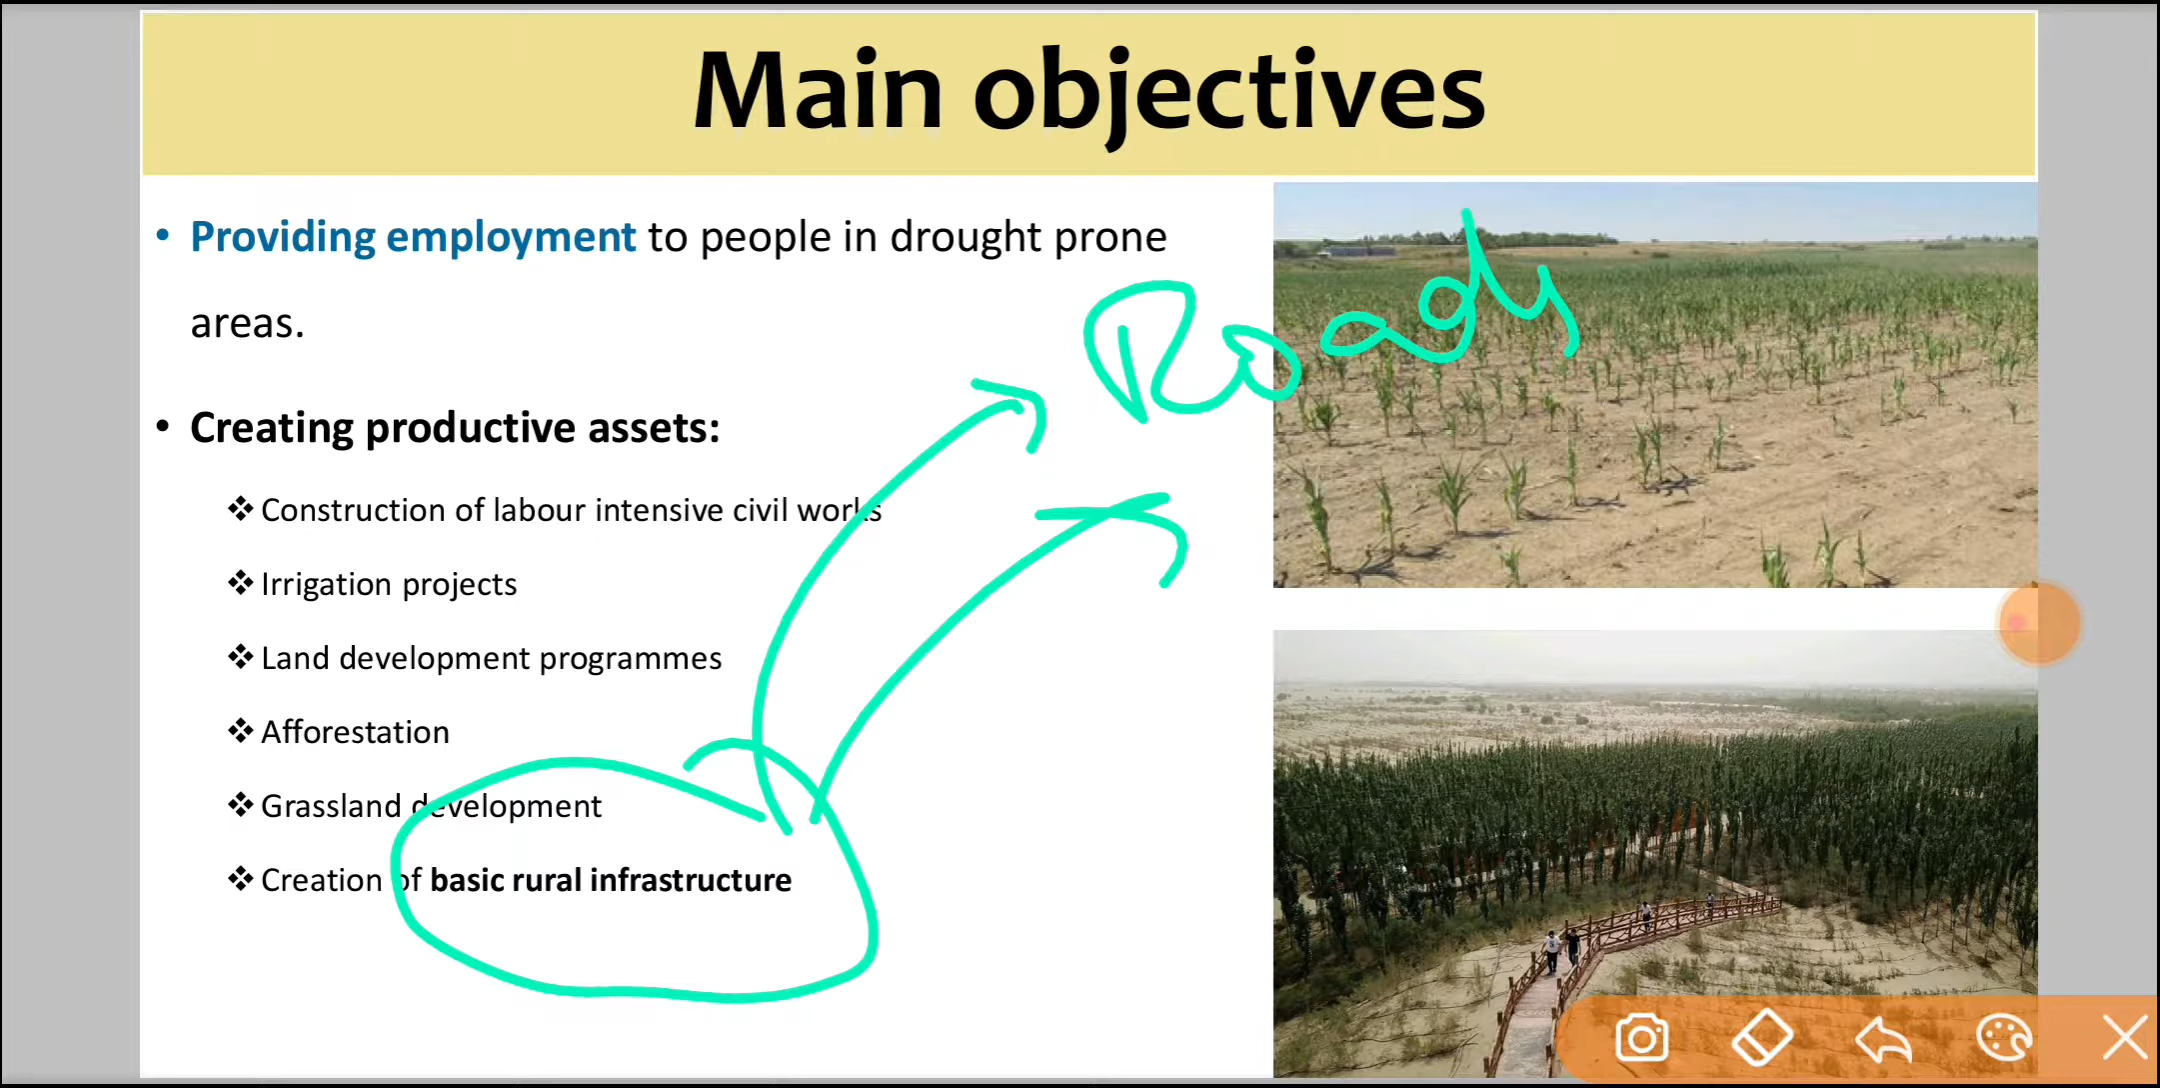 Main objectives
• Providing employment to people in drought prone
areas.
Roads
• Creating productive assets:
❖ Construction of labour intensive civil works
❖ Irrigation projects
❖ Land development programmes
❖ Afforestation
❖ Grassland development
❖ Creation of basic rural infrastructure